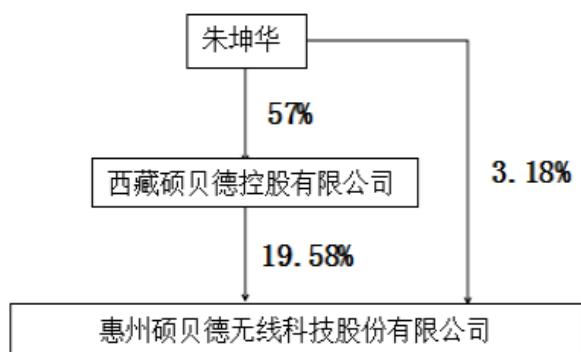 朱坤华
57%
西藏硕贝德控股有限公司
3.18%
19.58%
惠州硕贝德无线科技股份有限公司